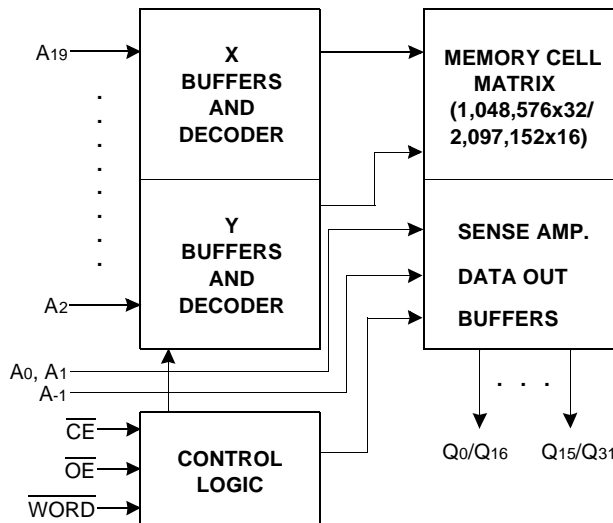 A19
X
BUFFERS
AND
DECODER
MEMORY CELL
MATRIX
(1,048,576x32/
2,097,152x16)
Y
BUFFERS
AND
DECODER
A2
SENSE AMP.
DATA OUT
BUFFERS
A0, A1
A-1
CE
OE
WORD
CONTROL
LOGIC
Q0/Q16
Q15/Q31